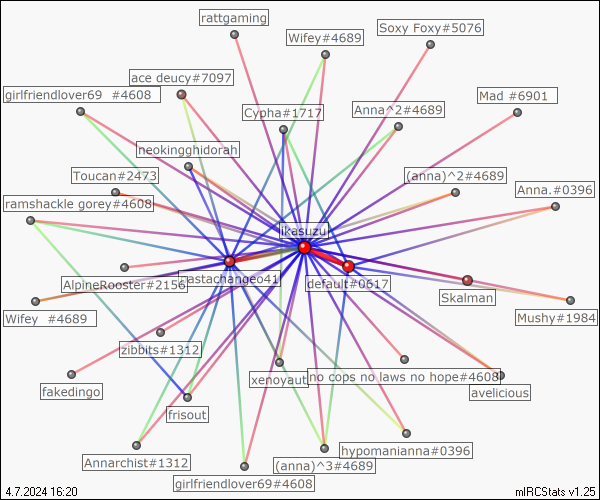 rattgaming
Soxy Foxy#5076
Wifey#4689
ace deucy#7097
girlfriendlover69 #4608
Mad #6901
Cypha#1717
Anna^2#4689
neokingghidorah
Toucan#2473
(anna)^2#4689
Anna.#0396
ramshackle gorey#4608
likasuzu
AlpineRooster#2156
astachangeo41
default#0617
Skalman
Wifey #4689
Mushy#1984
zibbits#1312
xenoyaut
no cops no laws no hope#4608
fakedingo
avelicious
frisout
hypomanianna#0396
Annarchist#1312
(anna)^3#4689
girlfriendlover69#4608
4.7.2024 16:20
mIRCStats v1.25